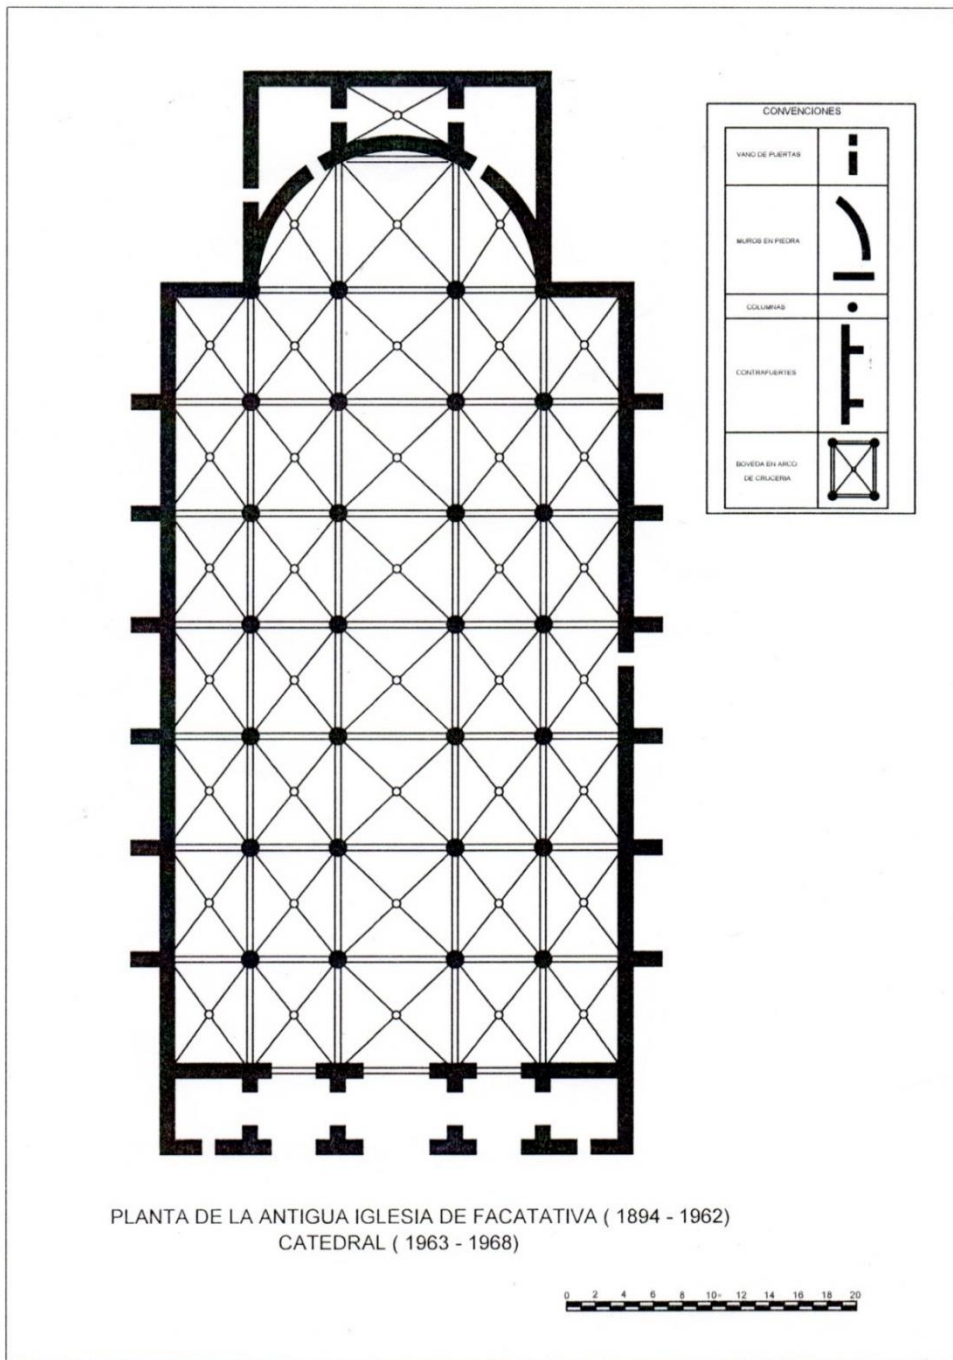 CONVENCIONES
VANO DE PUERTAS
MUROS EN PIEDRA
COLUMNAS
CONTRAFUERTES
BOVEDA EN ARCO
DE CRUCERIA
PLANTA DE LA ANTIGUA IGLESIA DE FACATATIVA ( 1894 - 1962)
CATEDRAL ( 1963 - 1968)
0 2 4 6 8 10 12 14 16 18 20